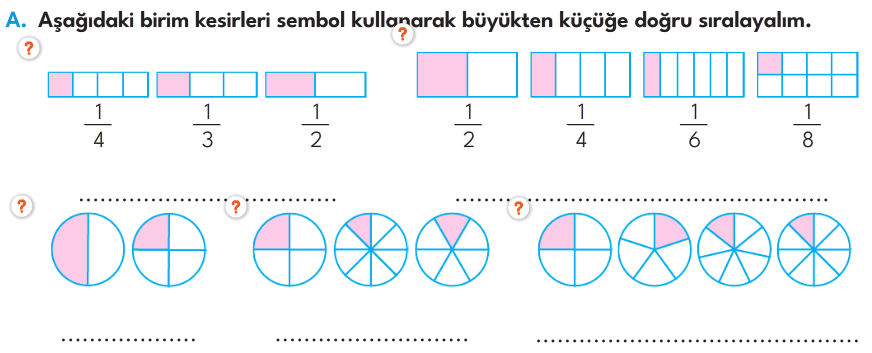 A. Aşağıdaki birim kesirleri sembol kullanarak büyükten küçüğe doğru sıralayalım.
? ?
1/4 1/3 1/2 1/2 1/4 1/6 1/8
........................................ ........................................................
? ? ?
.................... ............................ ................................................